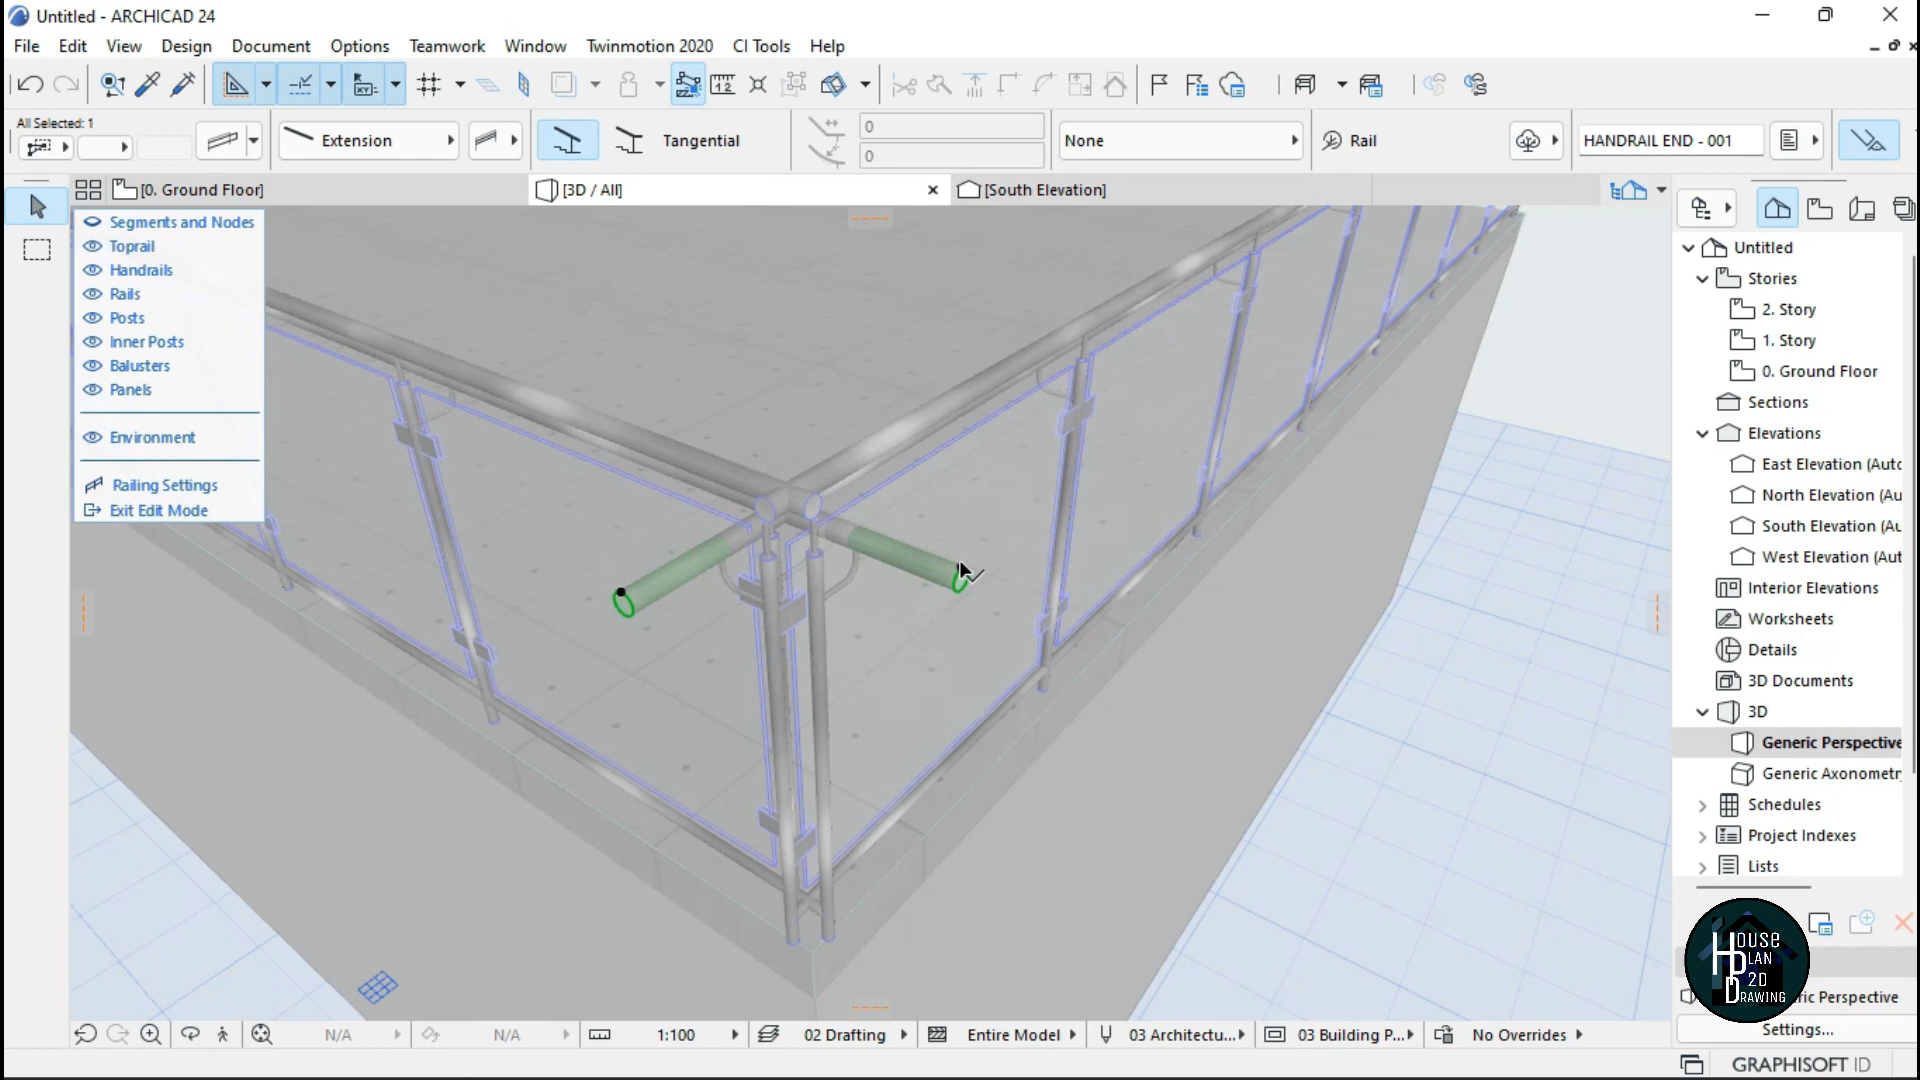 Untitled - ARCHICAD 24
File Edit View Design Document Options Teamwork Window Twinmotion 2020 CI Tools Help
All Selected: 1
Extension
Tangential
0
0
None
Rail
HANDRAIL END - 001
[0. Ground Floor]
[3D / All]
[South Elevation]
Segments and Nodes
Toprail
Handrails
Rails
Posts
Inner Posts
Balusters
Panels
Environment
Railing Settings
Exit Edit Mode
Untitled
Stories
2. Story
1. Story
0. Ground Floor
Sections
Elevations
East Elevation (Auto
North Elevation (Au
South Elevation (Au
West Elevation (Aut
Interior Elevations
Worksheets
Details
3D Documents
3D
Generic Perspective
Generic Axonometr
Schedules
Project Indexes
Lists
HOUSE
PLAN
2D
DRAWING
ric Perspective
Settings...
N/A
N/A
1:100
02 Drafting
Entire Model
03 Architectu...
03 Building P...
No Overrides
GRAPHISOFT ID